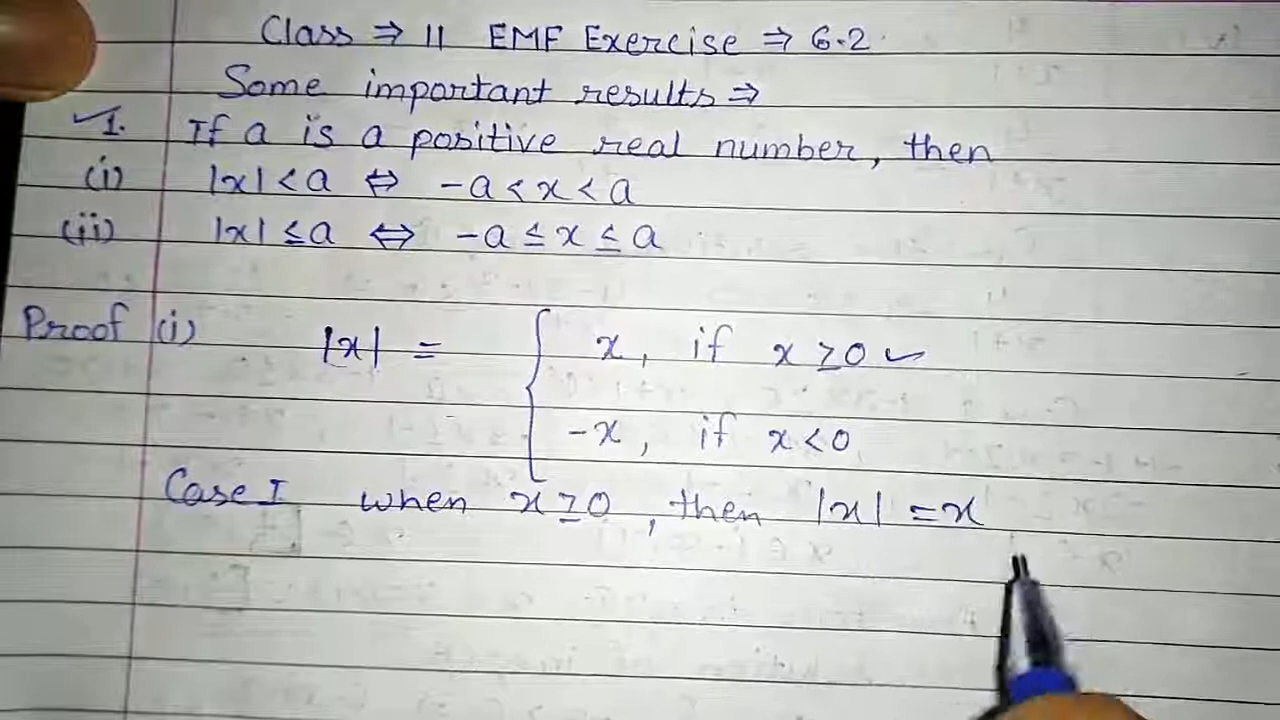 Class ⇒ 11 EMF Exercise ⇒ 6.2.
Some important results ⇒
✓1. If a is a positive real number, then
(i) |x| < a ⇔ -a < x < a
(ii) |x| ≤ a ⇔ -a ≤ x ≤ a
Proof (i) |x| = { x, if x ≥ 0 ✓
-x, if x < 0
Case I when x ≥ 0, then |x| = x